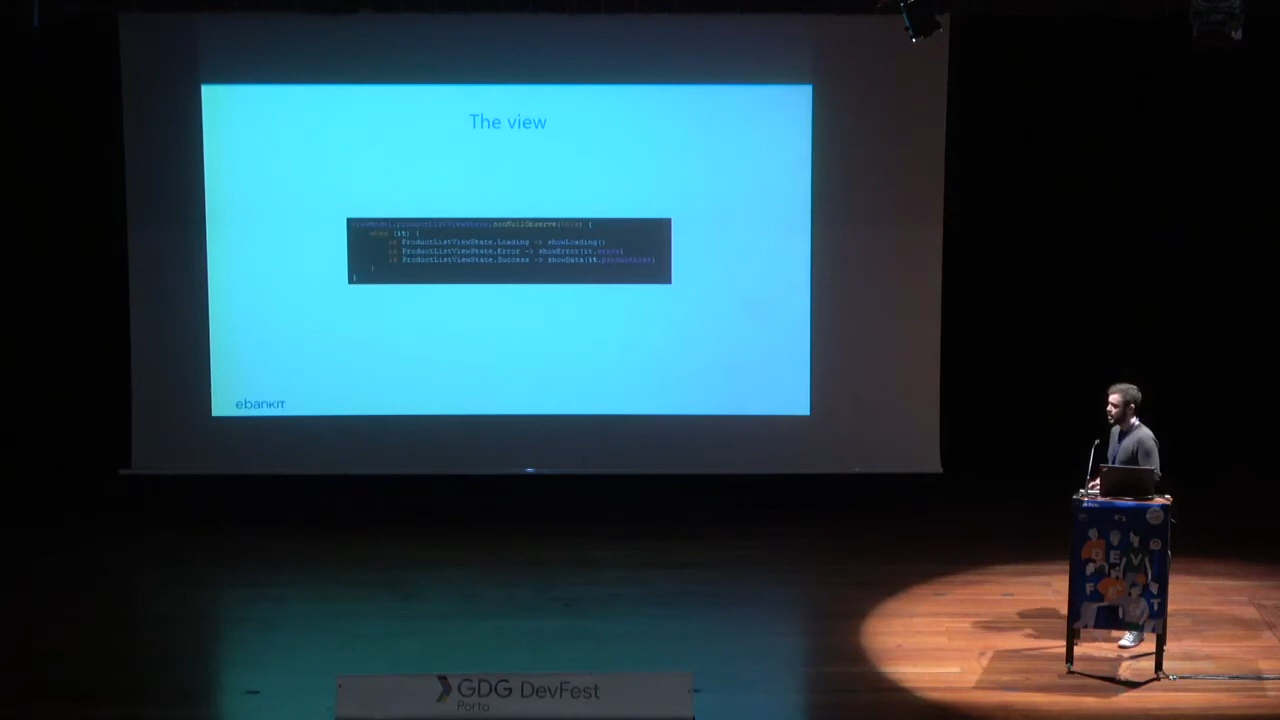 The view
viewModel.productListViewState.nonNullObserve(this) {
when (it) {
is ProductListViewState.Loading -> showLoading()
is ProductListViewState.Error -> showError(it.error)
is ProductListViewState.Success -> showData(it.productList)
}
}
ebankIT
DEV
F
T
GDG DevFest
Porto